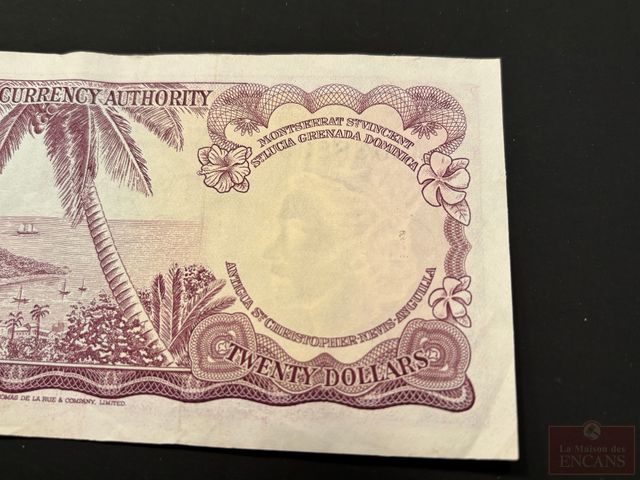 CURRENCY AUTHORITY
MONTSERRAT ST VINCENT
ST LUCIA GRENADA DOMINICA
ANTIGUA ST CHRISTOPHER-NEVIS-ANGUILLA
TWENTY DOLLARS
THOMAS DE LA RUE & COMPANY, LIMITED.
La Maison des
ENCANS